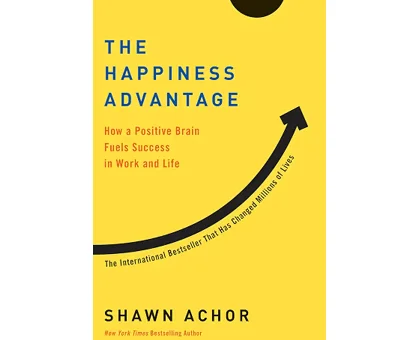 THE
HAPPINESS
ADVANTAGE
How a Positive Brain
Fuels Success
in Work and Life
The International Bestseller That Has Changed Millions of Lives
SHAWN ACHOR
New York Times Bestselling Author